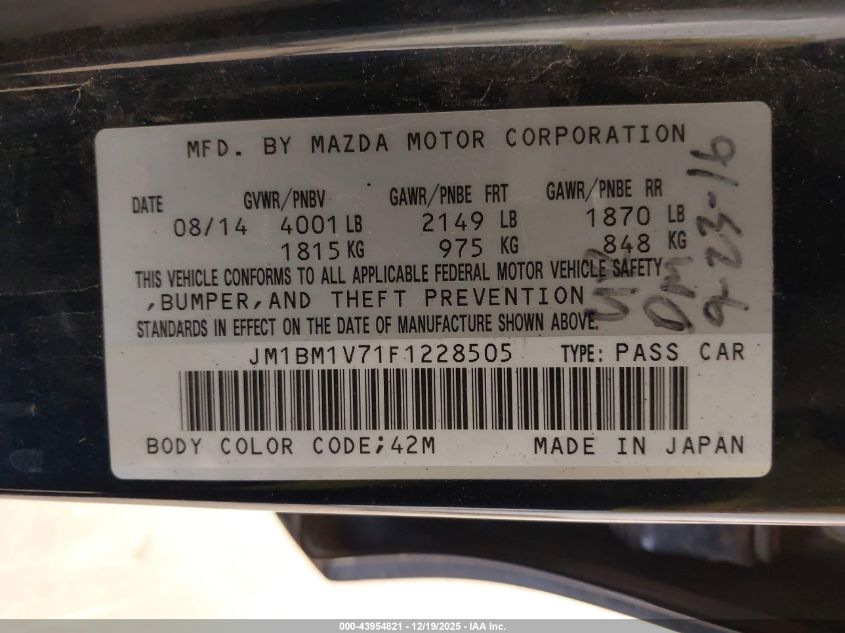 MFD. BY MAZDA MOTOR CORPORATION
DATE GVWR/PNBV GAWR/PNBE FRT GAWR/PNBE RR
08/14 4001 LB 2149 LB 1870 LB
1815 KG 975 KG 848 KG
THIS VEHICLE CONFORMS TO ALL APPLICABLE FEDERAL MOTOR VEHICLE SAFETY
,BUMPER,AND THEFT PREVENTION
STANDARDS IN EFFECT ON THE DATE OF MANUFACTURE SHOWN ABOVE.
JM1BM1V71F1228505 TYPE: PASS CAR
BODY COLOR CODE;42M MADE IN JAPAN
DM
9-23-16
000-43954821 - 12/19/2025 - IAA Inc.